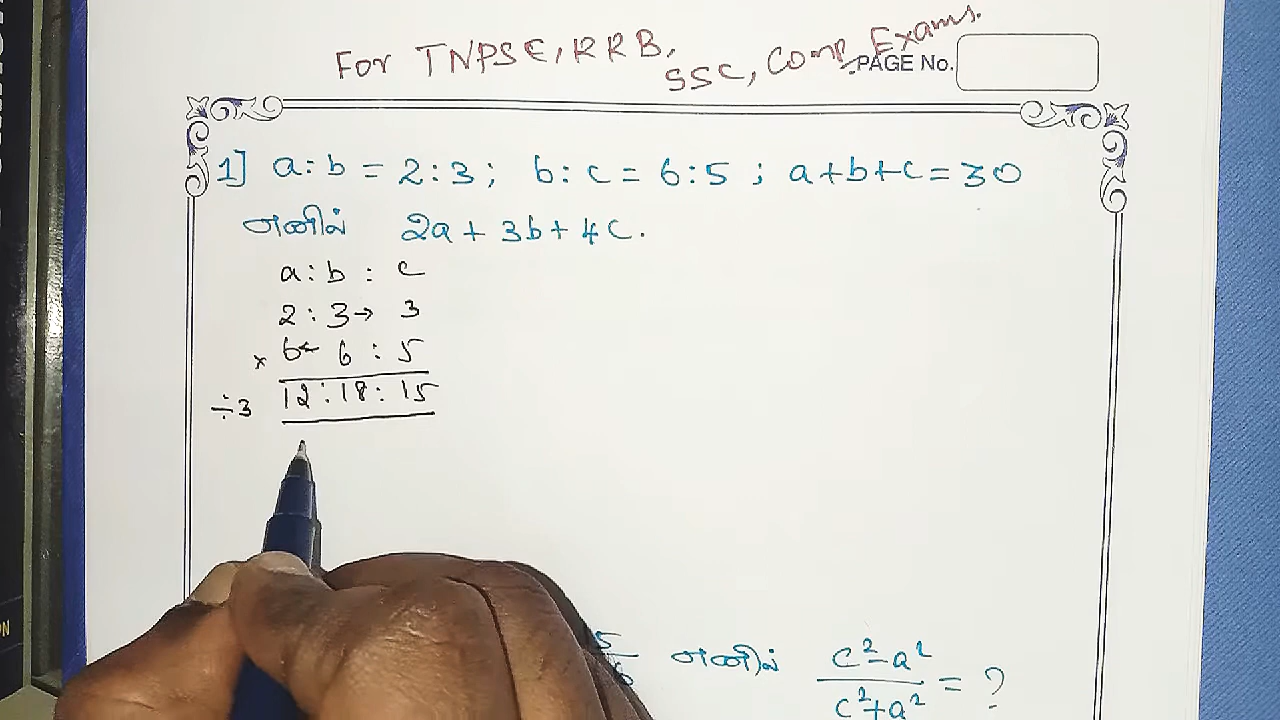 For TNPSC, RRB,
SSC, Comp. Exams.
PAGE No.
1] a:b = 2:3; b:c = 6:5; a+b+c = 30
எனில் 2a + 3b + 4c.
a : b : c
2 : 3→ 3
× 6← 6 : 5
÷3 12 : 18 : 15
5 எனில் c²-a²/c²+a² = ?